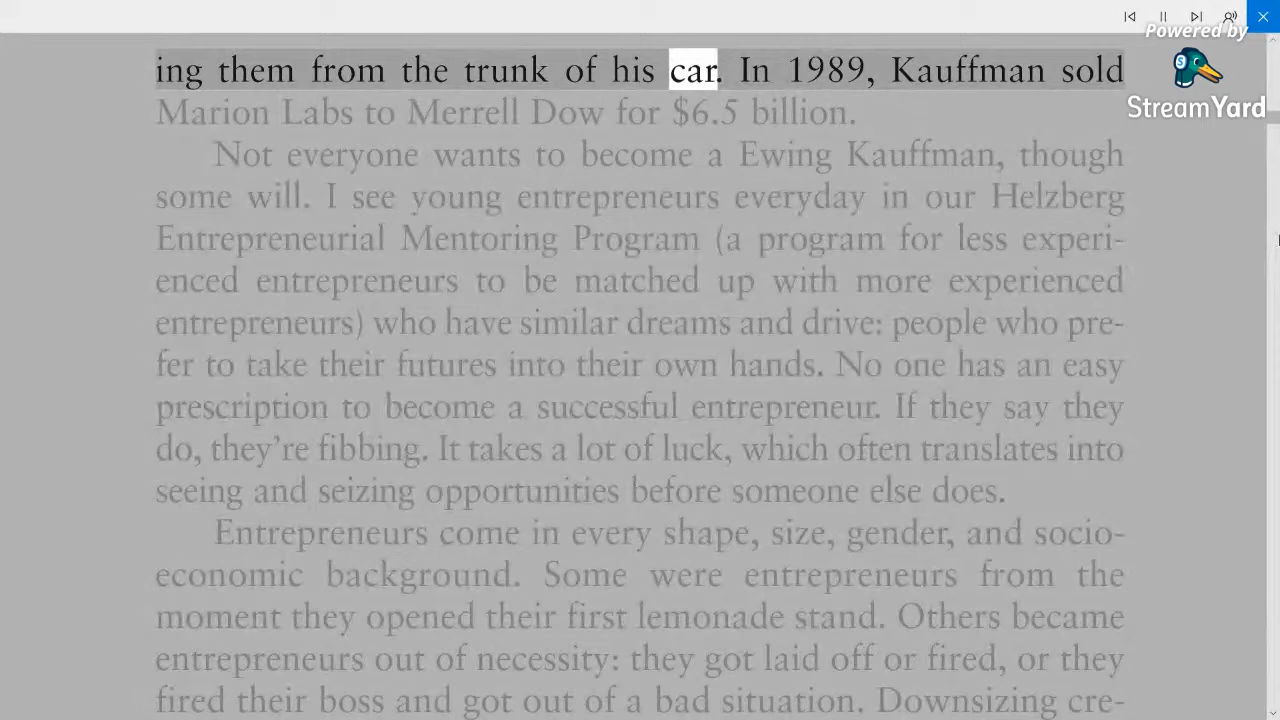 Powered by
StreamYard
ing them from the trunk of his car. In 1989, Kauffman sold
Marion Labs to Merrell Dow for $6.5 billion.
Not everyone wants to become a Ewing Kauffman, though
some will. I see young entrepreneurs everyday in our Helzberg
Entrepreneurial Mentoring Program (a program for less experi-
enced entrepreneurs to be matched up with more experienced
entrepreneurs) who have similar dreams and drive: people who pre-
fer to take their futures into their own hands. No one has an easy
prescription to become a successful entrepreneur. If they say they
do, they're fibbing. It takes a lot of luck, which often translates into
seeing and seizing opportunities before someone else does.
Entrepreneurs come in every shape, size, gender, and socio-
economic background. Some were entrepreneurs from the
moment they opened their first lemonade stand. Others became
entrepreneurs out of necessity: they got laid off or fired, or they
fired their boss and got out of a bad situation. Downsizing cre-